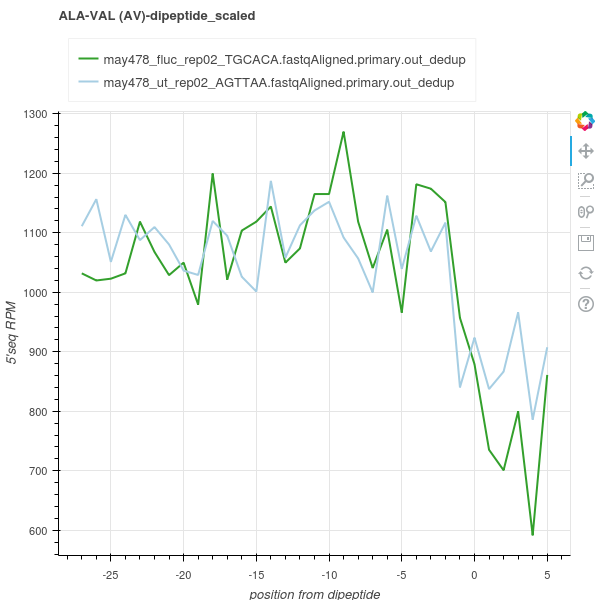 ALA-VAL (AV)-dipeptide_scaled
may478_fluc_rep02_TGCACA.fastqAligned.primary.out_dedup
may478_ut_rep02_AGTTAA.fastqAligned.primary.out_dedup
1300
1200
1100
1000
900
800
700
600
5'seq RPM
-25 -20 -15 -10 -5 0 5
position from dipeptide